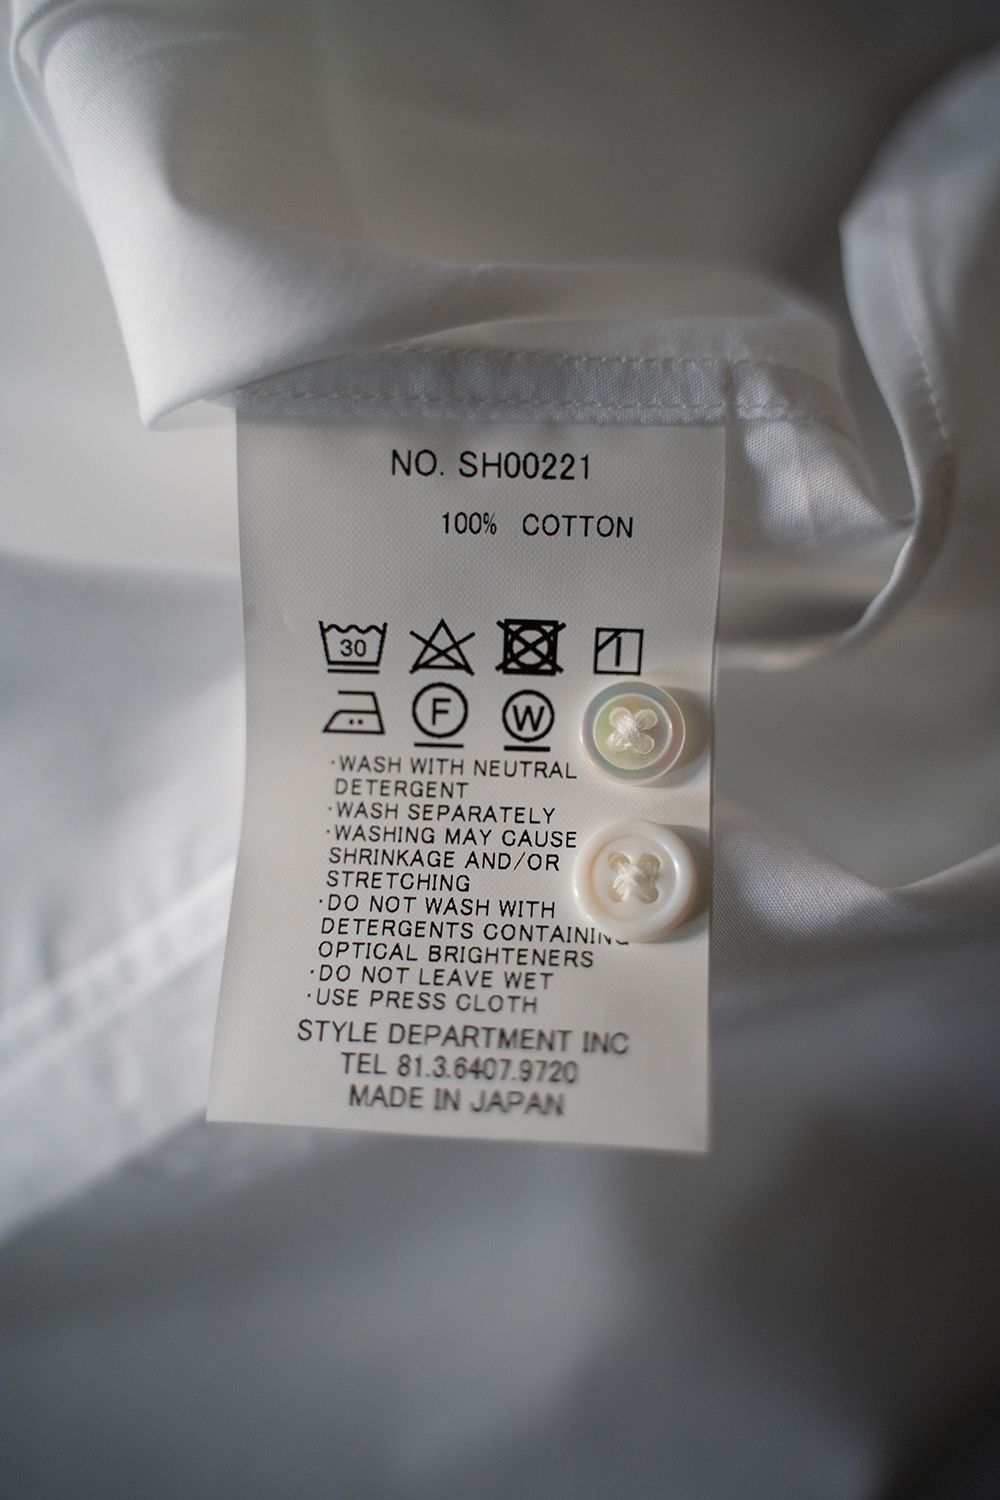 NO. SH00221
100% COTTON
30
F
W
·WASH WITH NEUTRAL
DETERGENT
·WASH SEPARATELY
·WASHING MAY CAUSE
SHRINKAGE AND/OR
STRETCHING
·DO NOT WASH WITH
DETERGENTS CONTAINING
OPTICAL BRIGHTENERS
·DO NOT LEAVE WET
·USE PRESS CLOTH
STYLE DEPARTMENT INC
TEL 81.3.6407.9720
MADE IN JAPAN